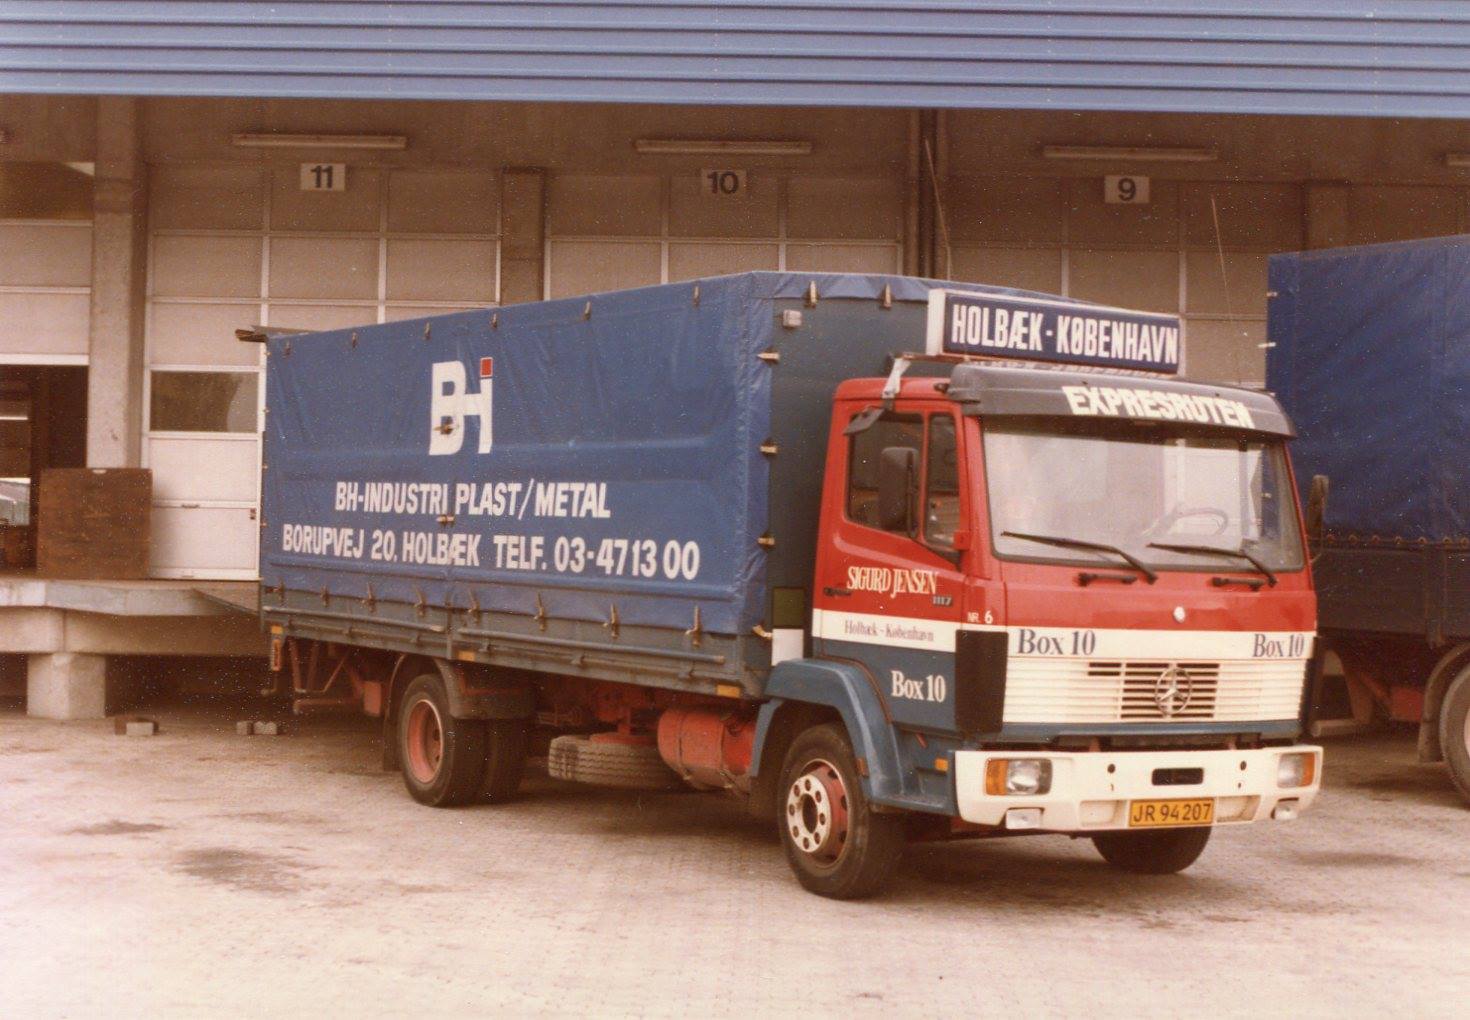 11
10
9
HOLBÆK-KØBENHAVN
EXPRESRUTEN
BH
BH-INDUSTRI PLAST/METAL
BORUPVEJ 20, HOLBÆK TELF. 03-47 13 00
SIGURD JENSEN
1117
NR. 6
Holbæk-København
Box 10
Box 10
Box 10
JR 94 207